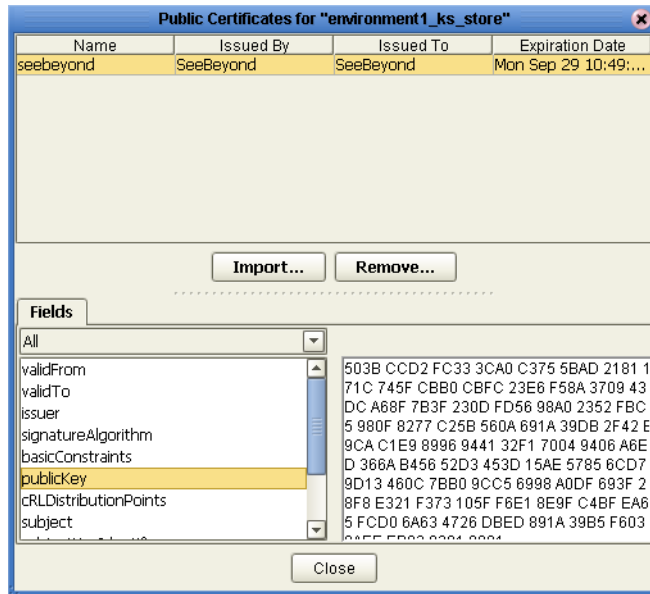 Public Certificates for "environment1_ks_store"
Name Issued By Issued To Expiration Date
seebeyond SeeBeyond SeeBeyond Mon Sep 29 10:49:...
Import... Remove...
Fields
All
validFrom
validTo
issuer
signatureAlgorithm
basicConstraints
publicKey
cRLDistributionPoints
subject
503B CCD2 FC33 3CA0 C375 5BAD 2181 1
71C 745F CBB0 CBFC 23E6 F58A 3709 43
DC A68F 7B3F 230D FD56 98A0 2352 FBC
5 980F 8277 C25B 560A 691A 39DB 2F42 E
9CA C1E9 8996 9441 32F1 7004 9406 A6E
D 366A B456 52D3 453D 15AE 5785 6CD7
9D13 460C 7BB0 9CC5 6998 A0DF 693F 2
8F8 E321 F373 105F F6E1 8E9F C4BF EA6
5 FCD0 6A63 4726 DBED 891A 39B5 F603
Close